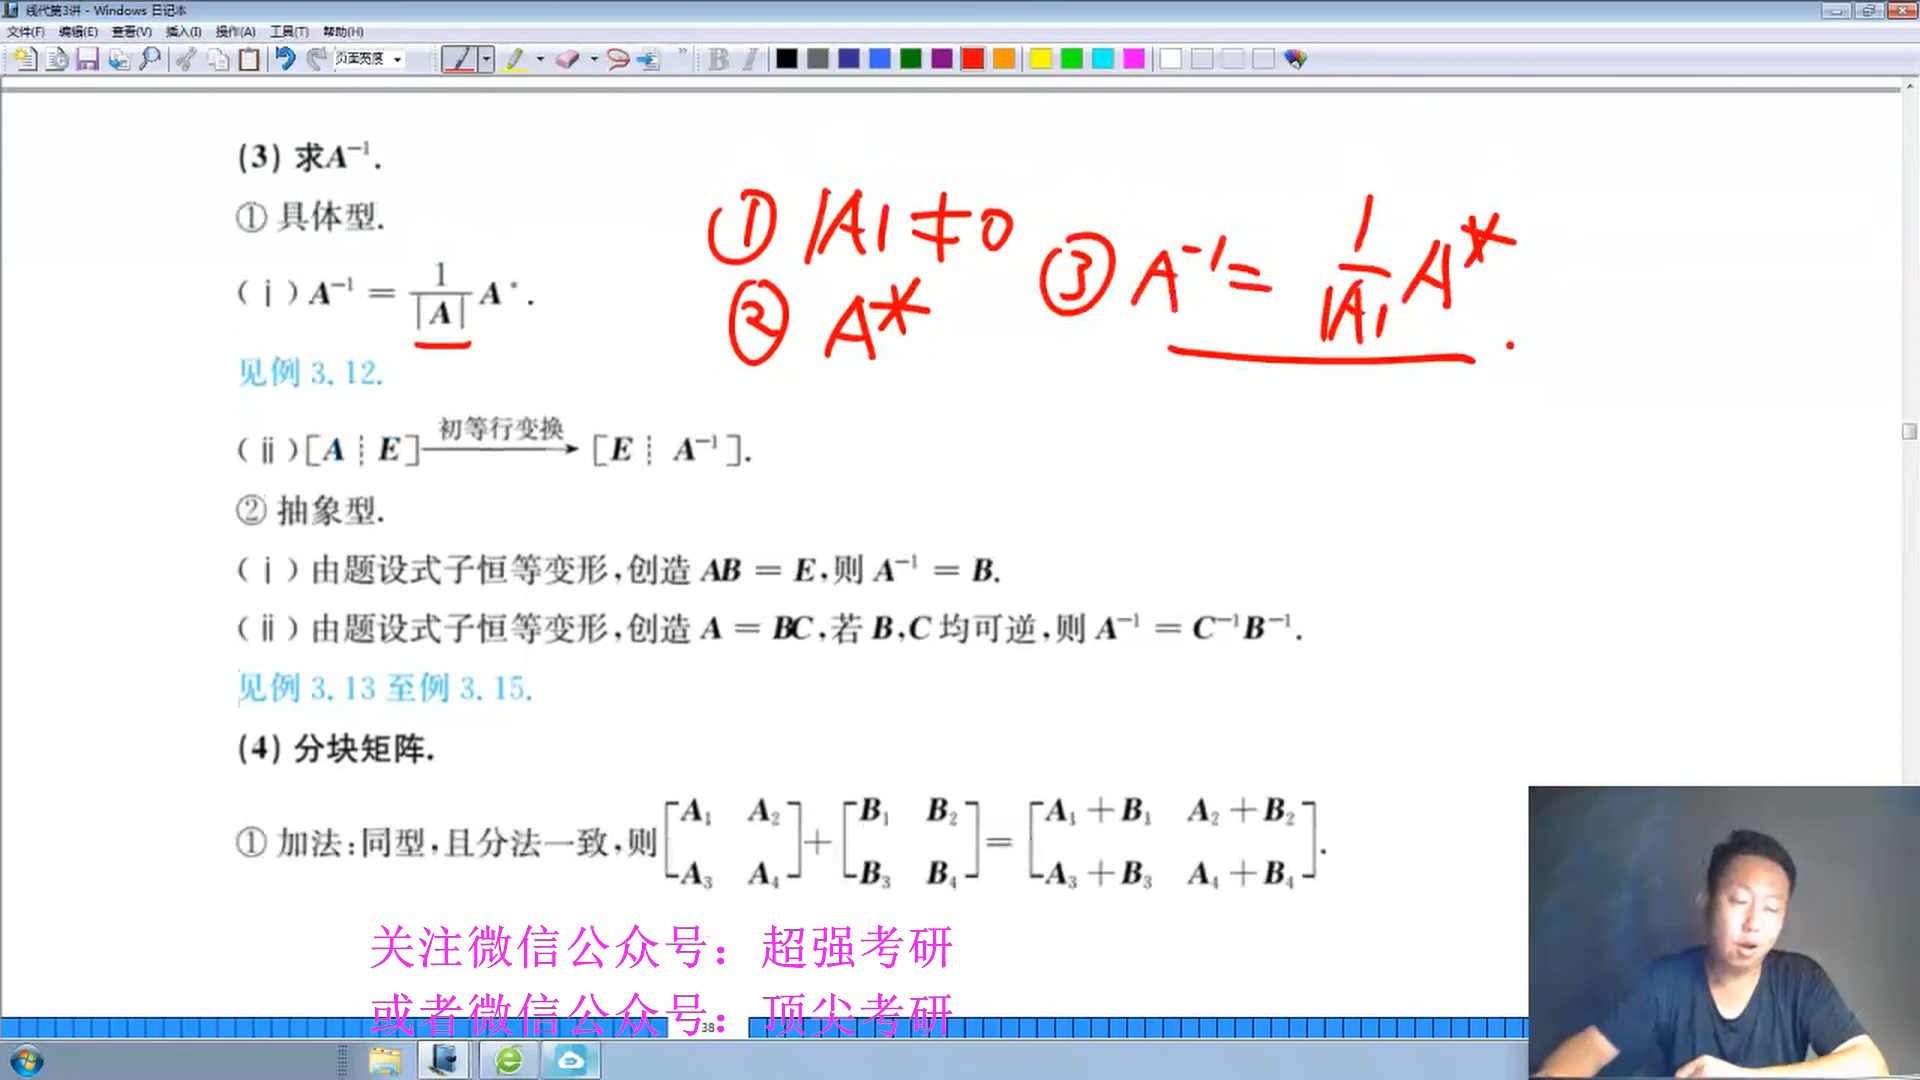 线代第3讲 - Windows 日记本
文件(F) 编辑(E) 查看(V) 插入(I) 操作(A) 工具(T) 帮助(H)
页面宽度
B I
(3) 求A⁻¹.
① 具体型.
(ⅰ) A⁻¹ = 1/|A| A*.
① |A| ≠ 0
② A*
③ A⁻¹ = 1/|A| A*.
见例 3.12.
(ⅱ) [A ┊ E] 初等行变换→ [E ┊ A⁻¹].
② 抽象型.
(ⅰ) 由题设式子恒等变形,创造 AB = E,则 A⁻¹ = B.
(ⅱ) 由题设式子恒等变形,创造 A = BC,若 B,C 均可逆,则 A⁻¹ = C⁻¹B⁻¹.
见例 3.13 至例 3.15.
(4) 分块矩阵.
① 加法:同型,且分法一致,则 [A₁ A₂; A₃ A₄] + [B₁ B₂; B₃ B₄] = [A₁+B₁ A₂+B₂; A₃+B₃ A₄+B₄].
关注微信公众号：超强考研
或者微信公众号：顶尖考研
38